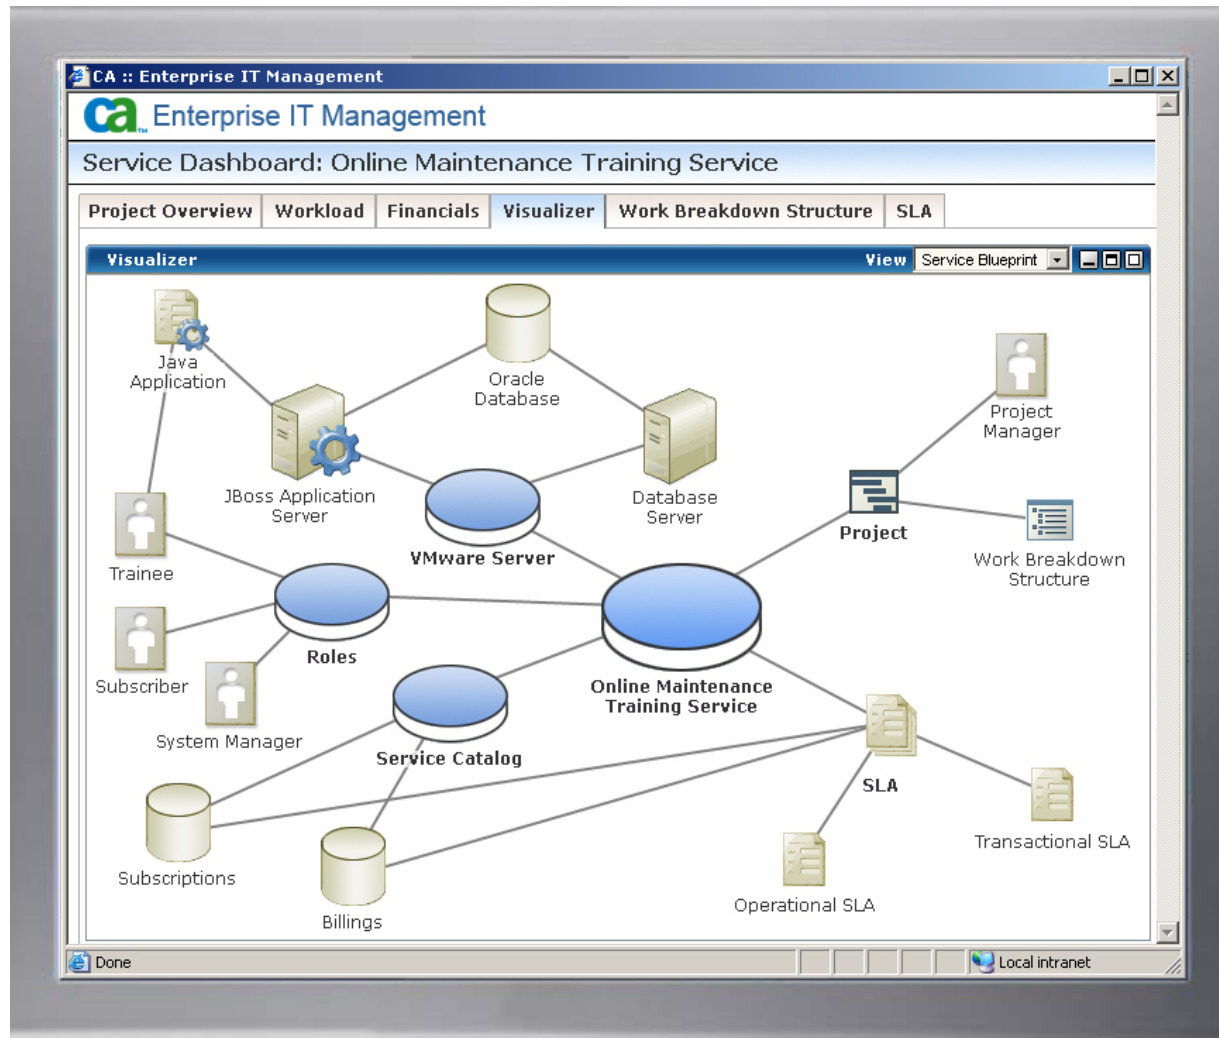 CA :: Enterprise IT Management
ca™ Enterprise IT Management
Service Dashboard: Online Maintenance Training Service
Project Overview Workload Financials Visualizer Work Breakdown Structure SLA
Visualizer View Service Blueprint
Java
Application
Oracle
Database
Project
Manager
JBoss Application
Server
Database
Server
VMware Server
Project
Work Breakdown
Structure
Trainee
Roles
Subscriber
Online Maintenance
Training Service
System Manager
Service Catalog
SLA
Transactional SLA
Subscriptions
Operational SLA
Billings
Done Local intranet